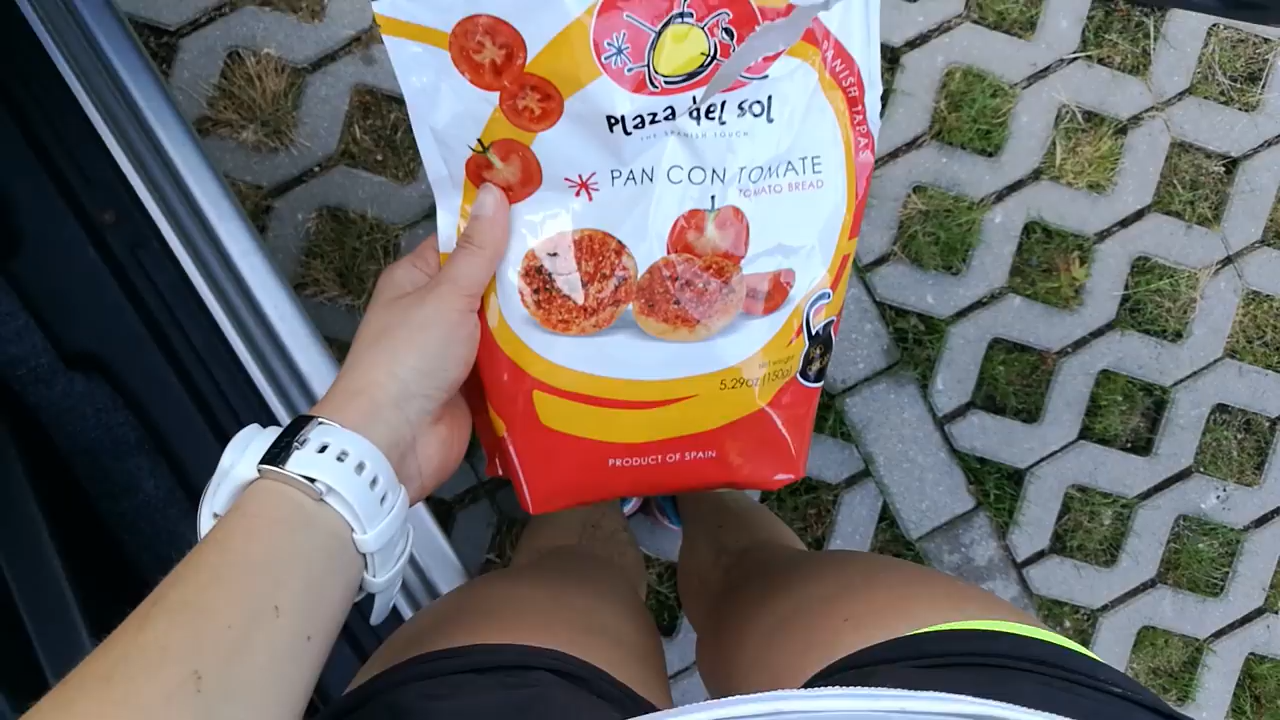 Plaza del sol
THE SPANISH TOUCH
SPANISH TAPAS
PAN CON TOMATE
TOMATO BREAD
net weight
5.29oz (150g)
PRODUCT OF SPAIN